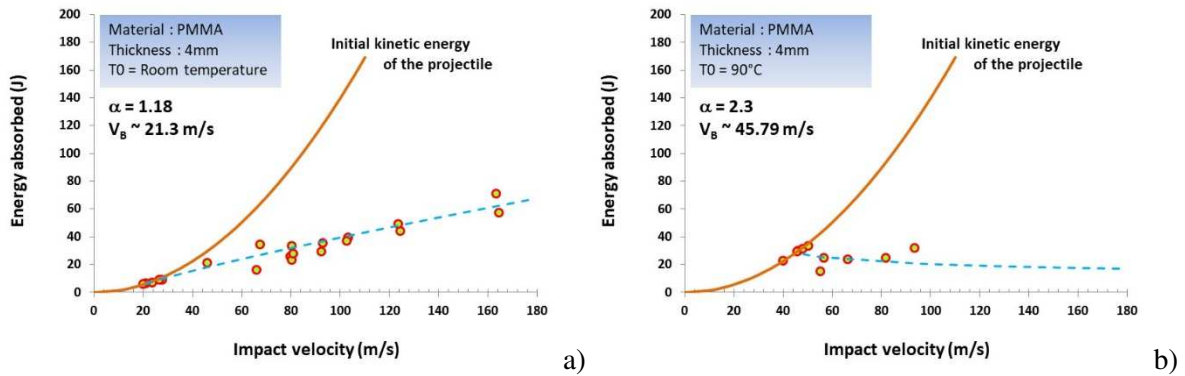 Material : PMMA
Thickness : 4mm
T0 = Room temperature
α = 1.18
V_B ~ 21.3 m/s
Initial kinetic energy
of the projectile
Energy absorbed (J)
200
180
160
140
120
100
80
60
40
20
0
0 20 40 60 80 100 120 140 160 180
Impact velocity (m/s)
a)
Material : PMMA
Thickness : 4mm
T0 = 90°C
α = 2.3
V_B ~ 45.79 m/s
Initial kinetic energy
of the projectile
Energy absorbed (J)
200
180
160
140
120
100
80
60
40
20
0
0 20 40 60 80 100 120 140 160 180
Impact velocity (m/s)
b)